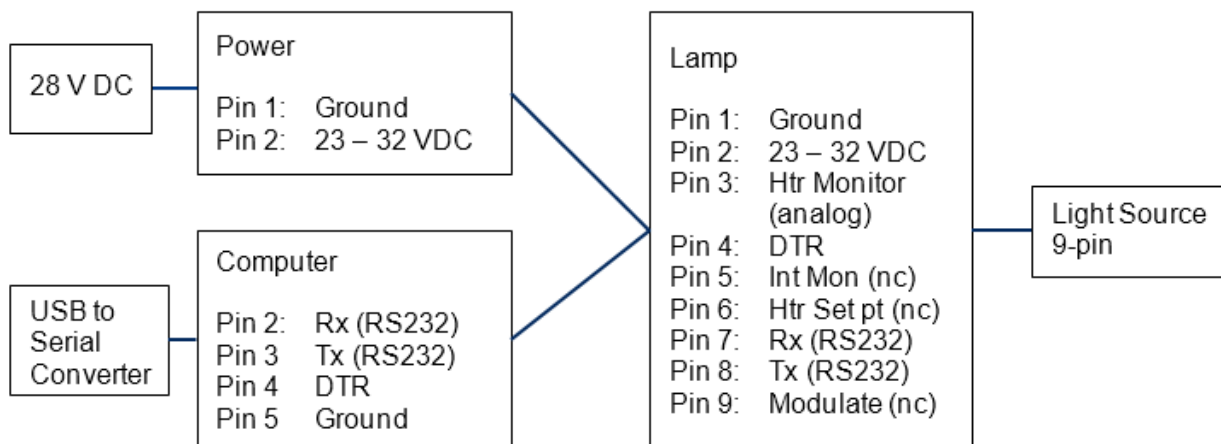 28 V DC
Power
Pin 1: Ground
Pin 2: 23 – 32 VDC
USB to
Serial
Converter
Computer
Pin 2: Rx (RS232)
Pin 3 Tx (RS232)
Pin 4 DTR
Pin 5 Ground
Lamp
Pin 1: Ground
Pin 2: 23 – 32 VDC
Pin 3: Htr Monitor
(analog)
Pin 4: DTR
Pin 5: Int Mon (nc)
Pin 6: Htr Set pt (nc)
Pin 7: Rx (RS232)
Pin 8: Tx (RS232)
Pin 9: Modulate (nc)
Light Source
9-pin